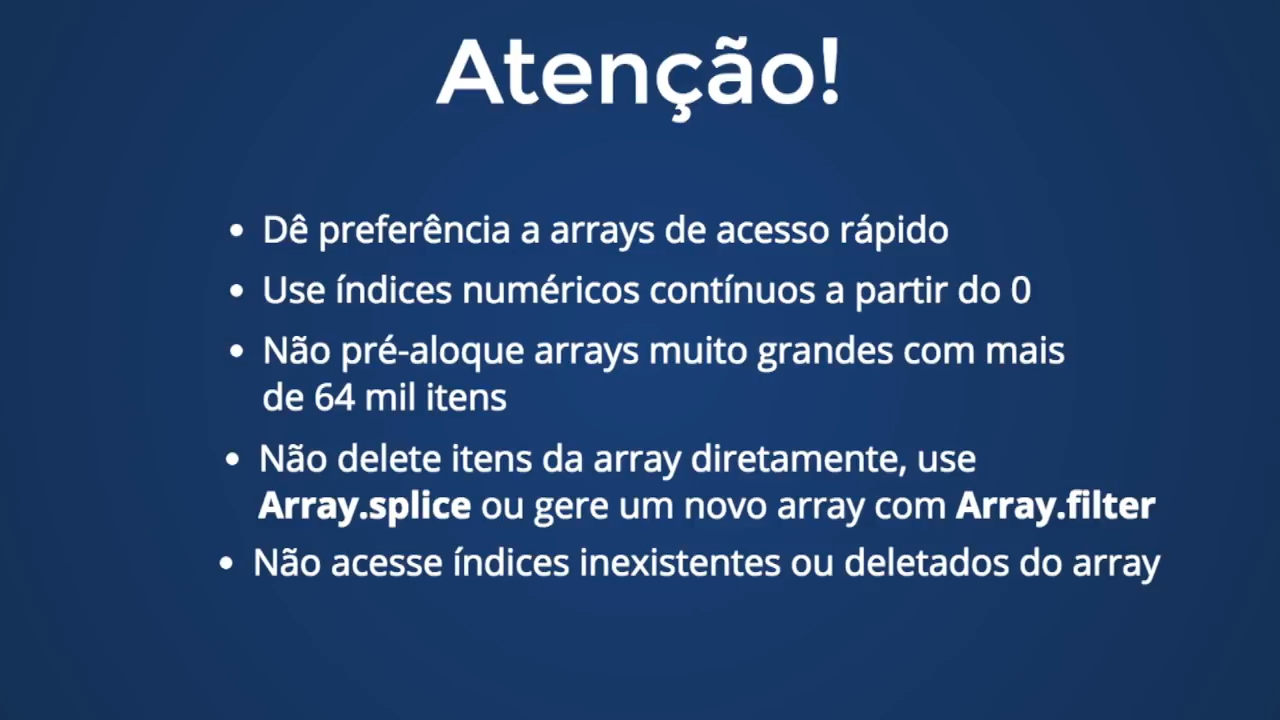 Atenção!
• Dê preferência a arrays de acesso rápido
• Use índices numéricos contínuos a partir do 0
• Não pré-aloque arrays muito grandes com mais
de 64 mil itens
• Não delete itens da array diretamente, use
Array.splice ou gere um novo array com Array.filter
• Não acesse índices inexistentes ou deletados do array